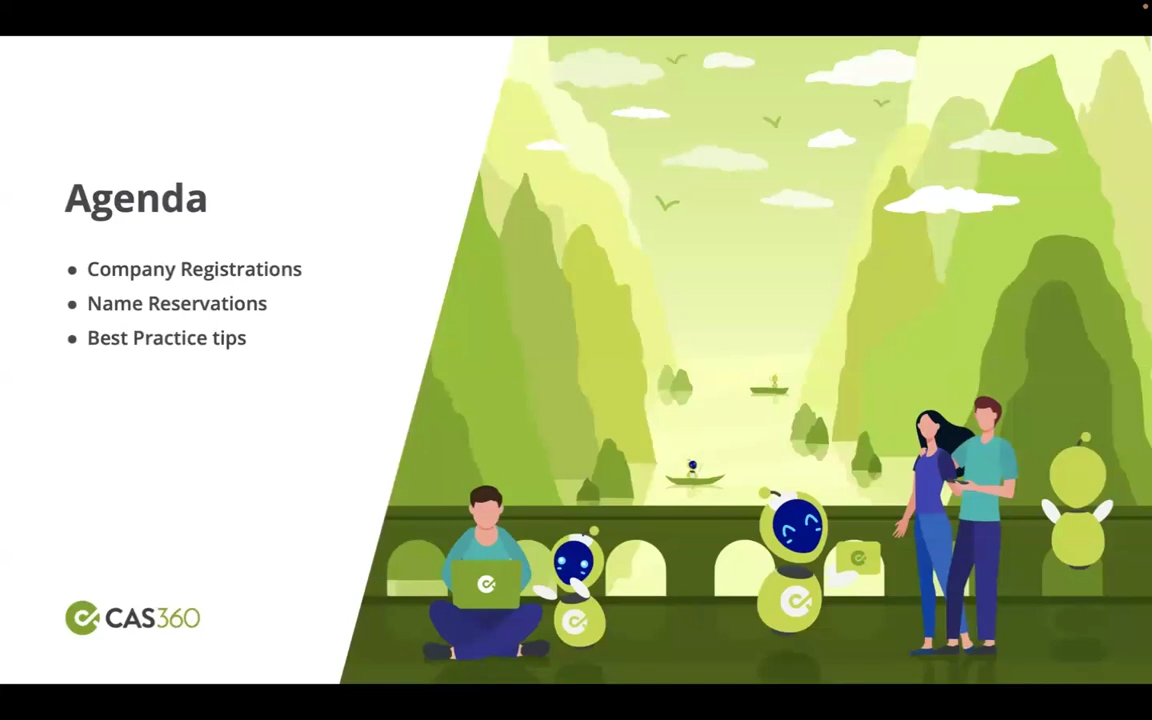 Agenda
• Company Registrations
• Name Reservations
• Best Practice tips
CAS360